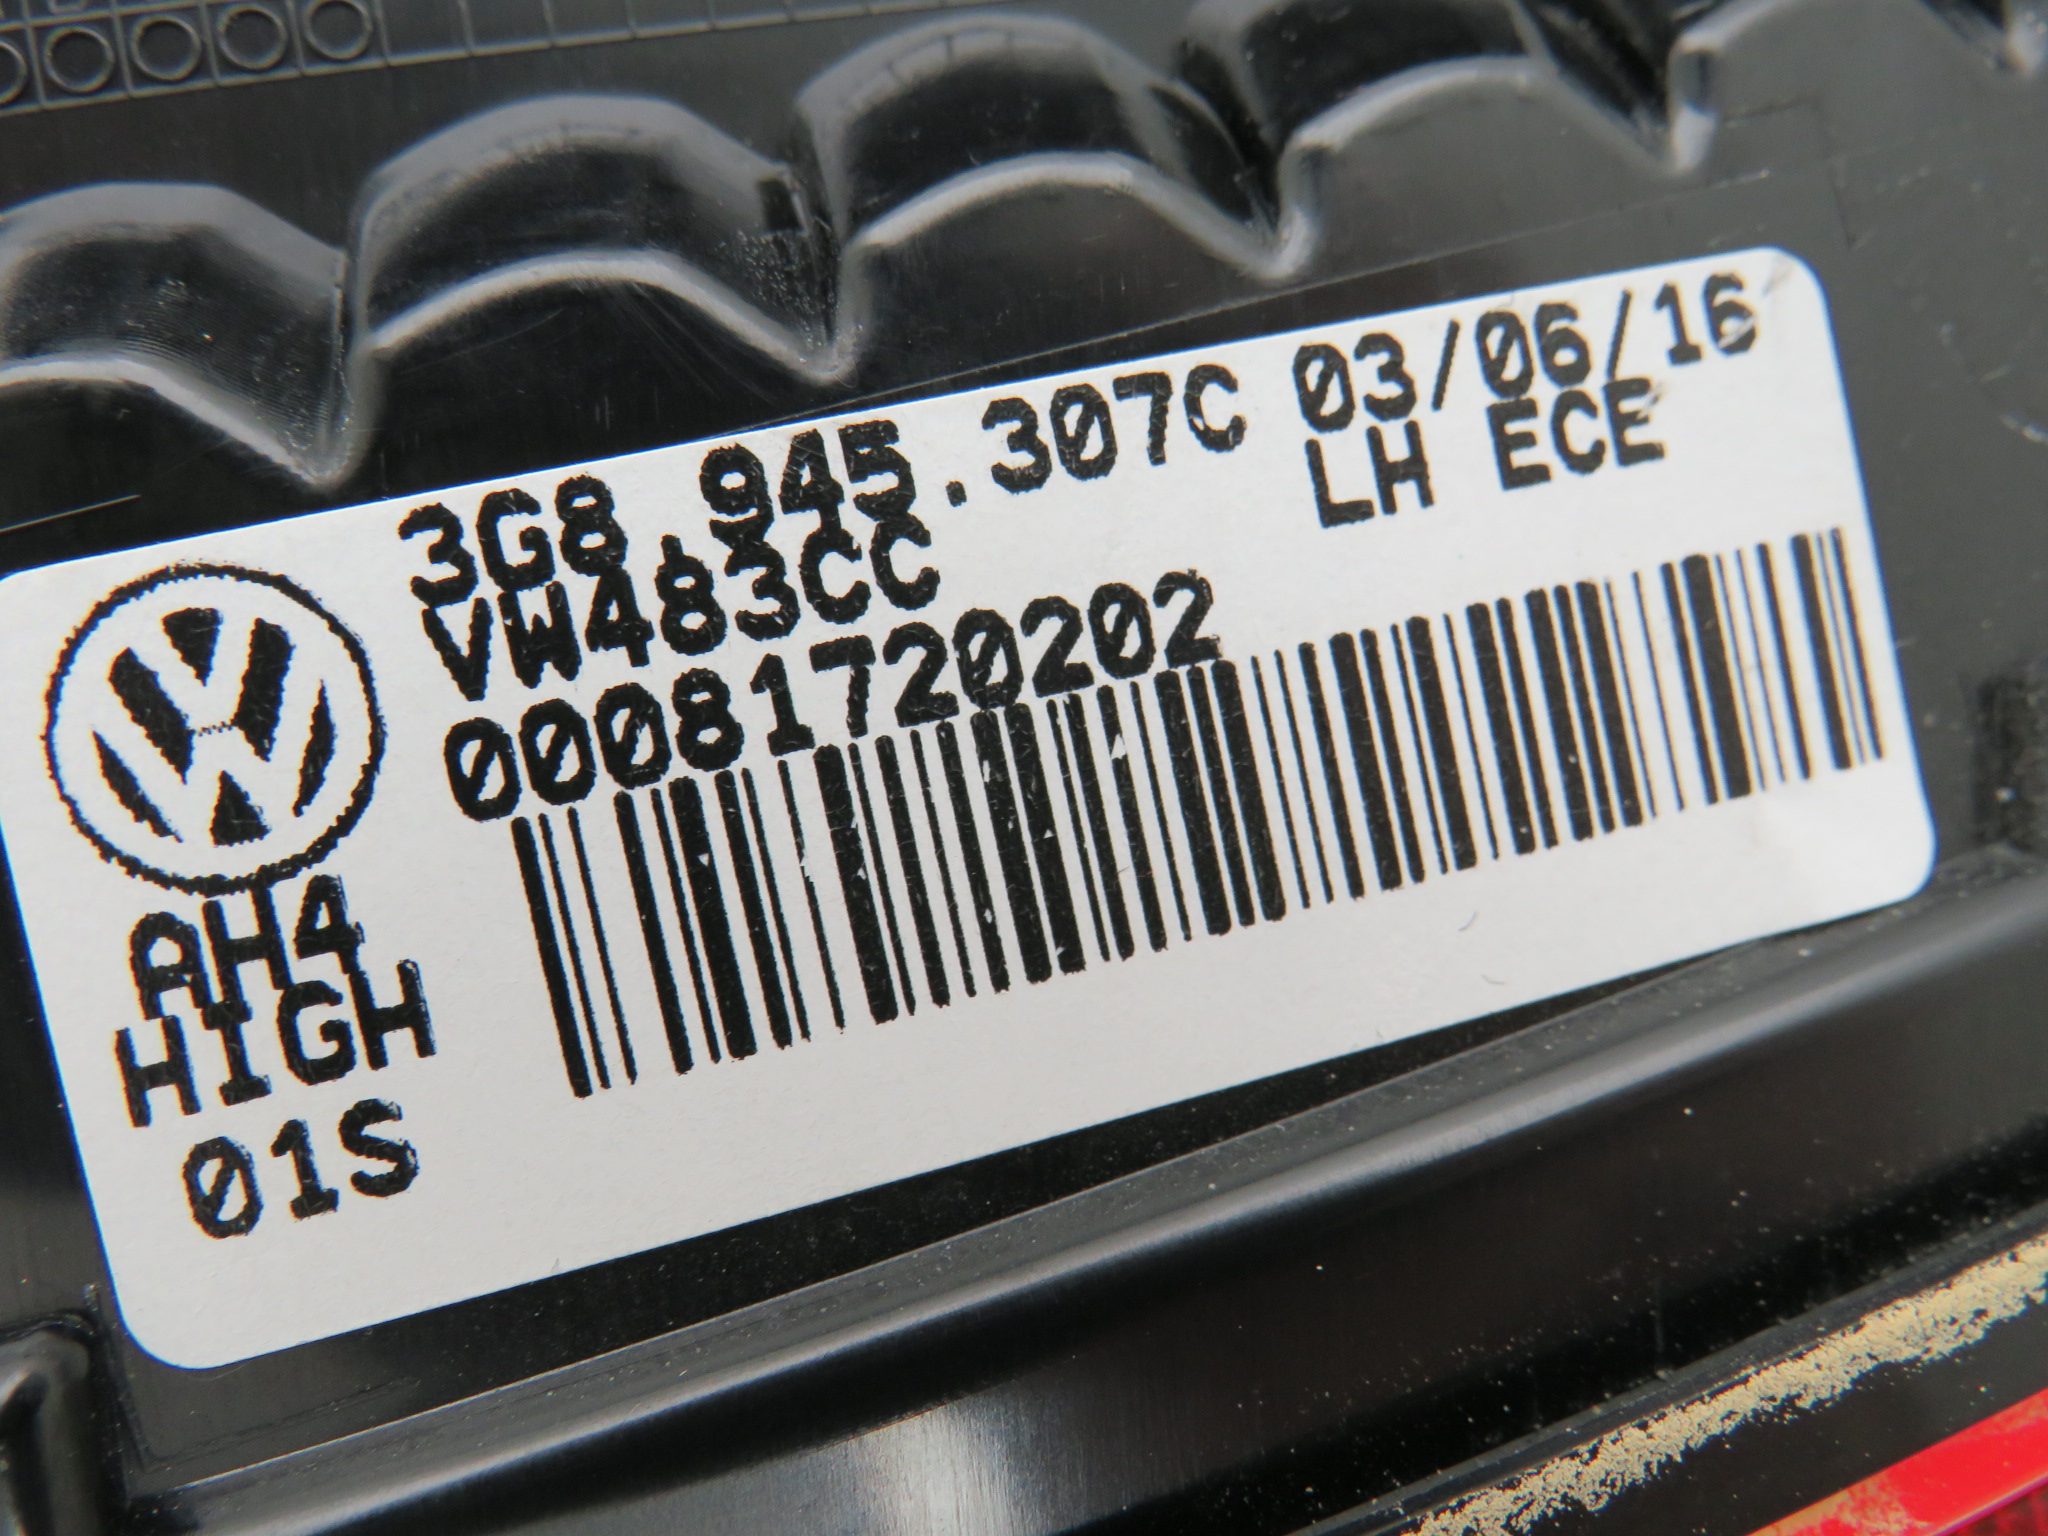 3G8.945.307C 03/06/16
VW483CC LH ECE
00081720202
AH4
HIGH
01S